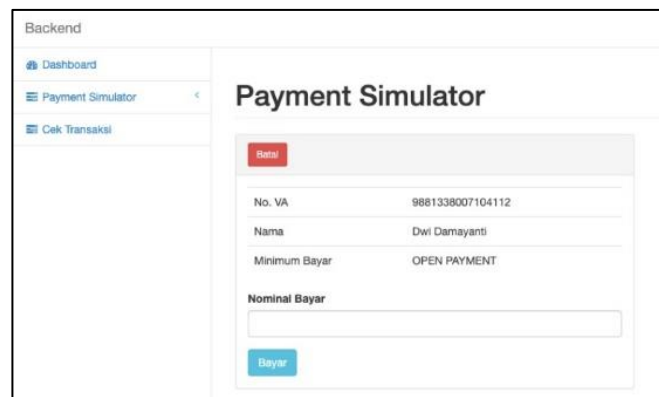 Backend
Dashboard
Payment Simulator
Cek Transaksi
Payment Simulator
Batal
No. VA 9881338007104112
Nama Dwi Damayanti
Minimum Bayar OPEN PAYMENT
Nominal Bayar
Bayar